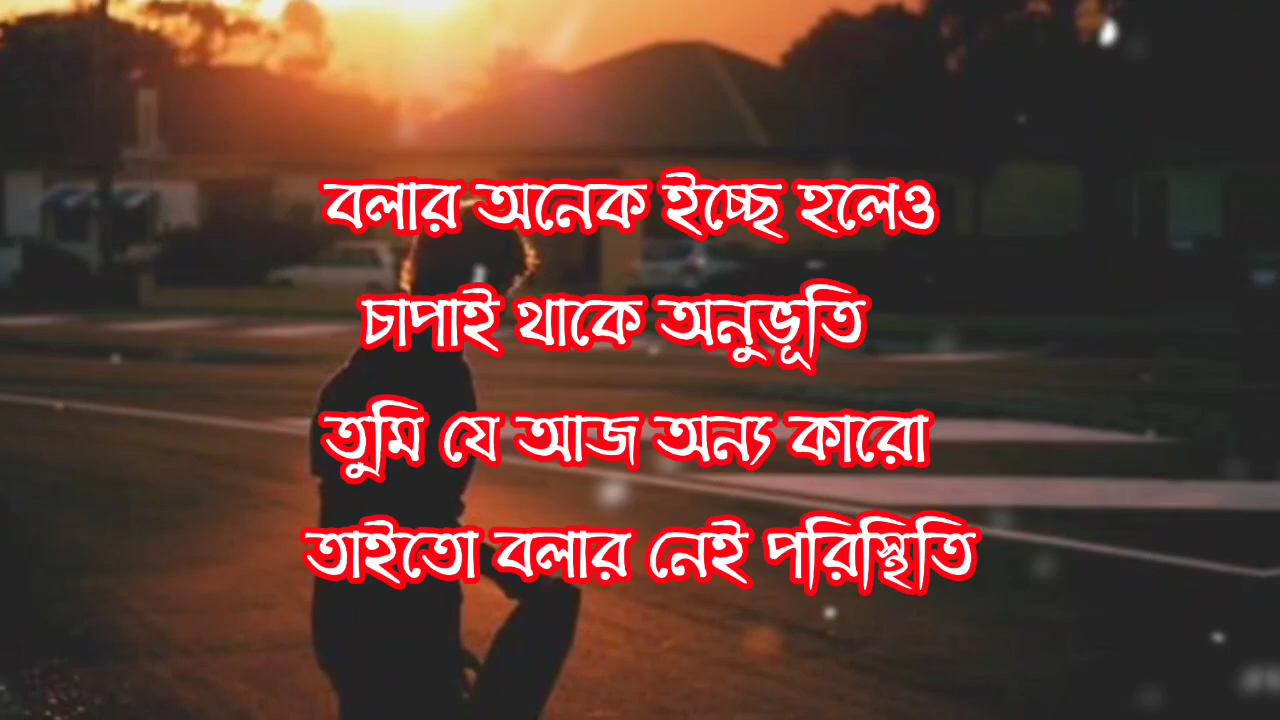 বলার অনেক ইচ্ছে হলেও
চাপাই থাকে অনুভূতি
তুমি যে আজ অন্য কারো
তাইতো বলার নেই পরিস্থিতি